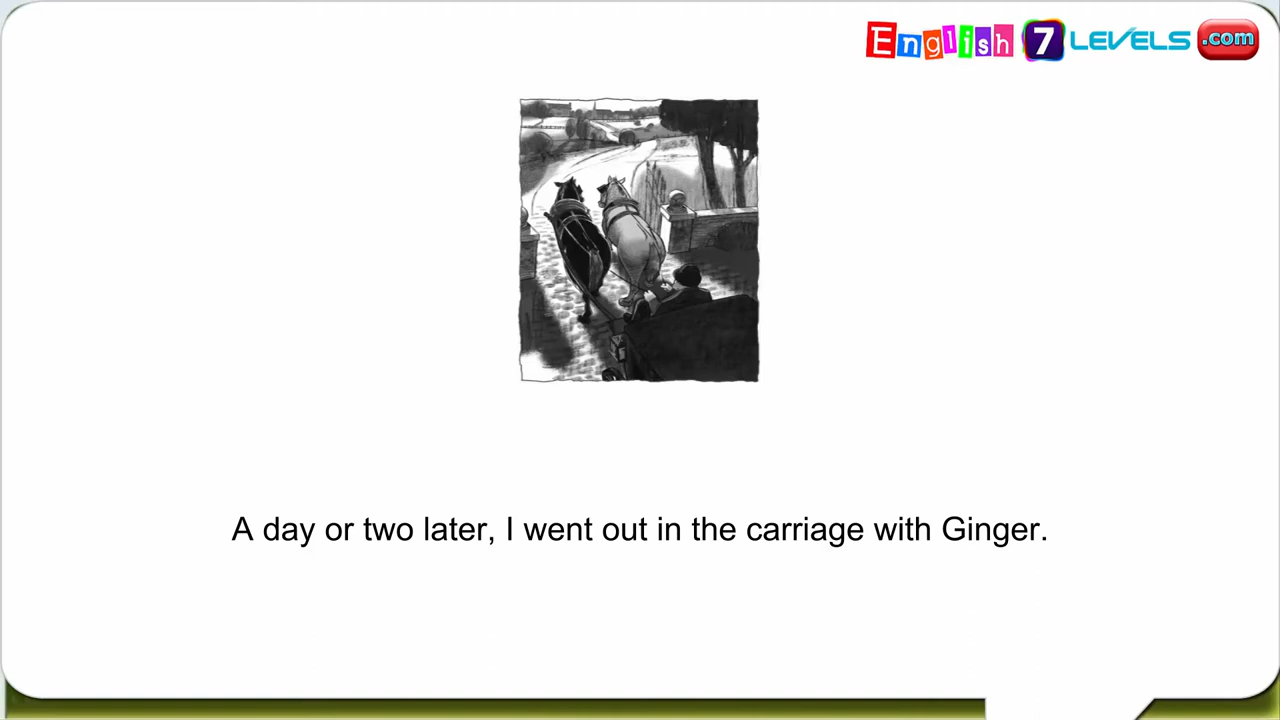 English 7 LEVELS .com
A day or two later, I went out in the carriage with Ginger.